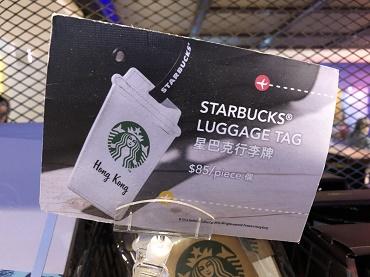 STARBUCKS
STARBUCKS®
LUGGAGE TAG
星巴克行李牌
$85/piece 個
Hong Kong